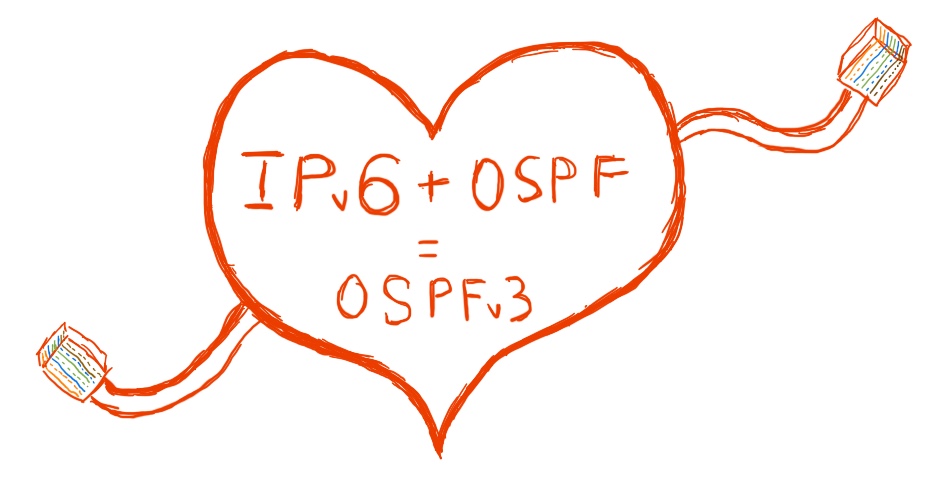 IPv6 + OSPF
=
OSPFv3